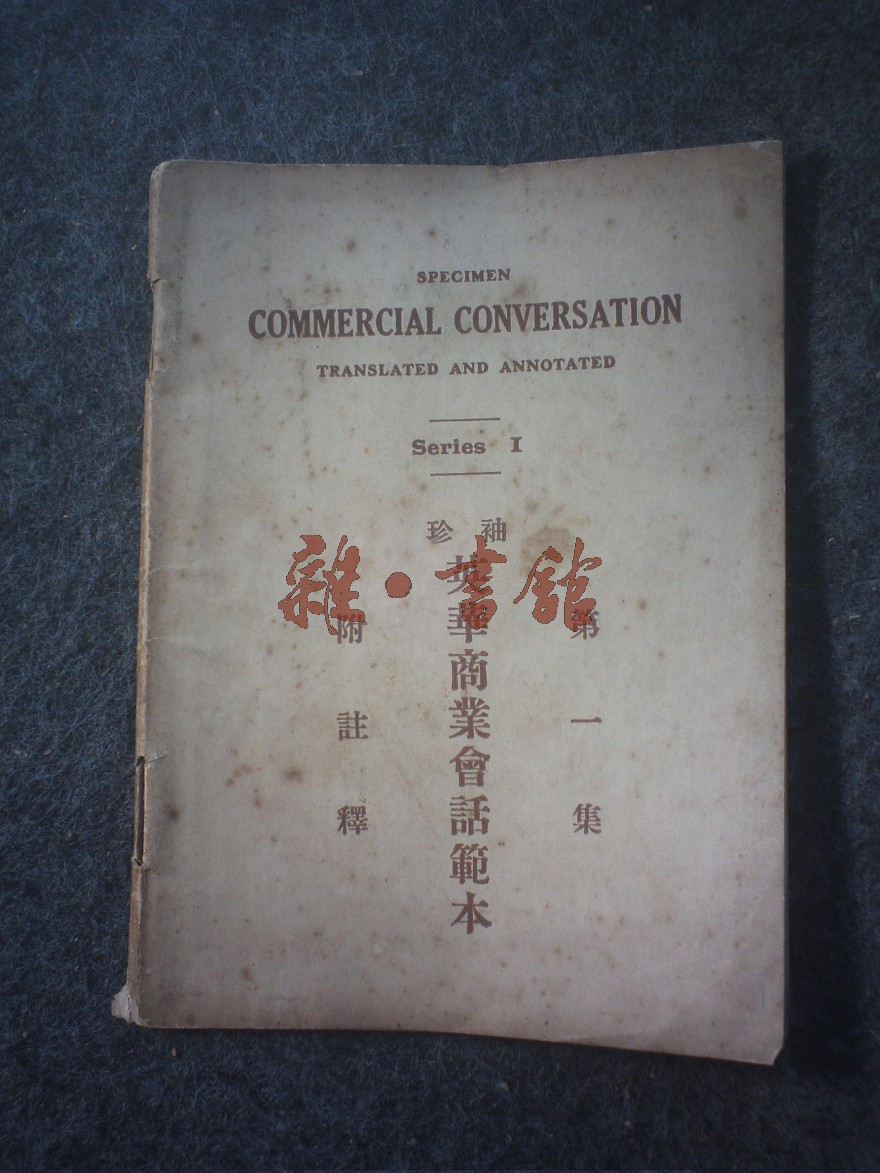 SPECIMEN
COMMERCIAL CONVERSATION
TRANSLATED AND ANNOTATED
Series I
袖珍
第一集
英華商業會話範本
附註釋
雜·書館